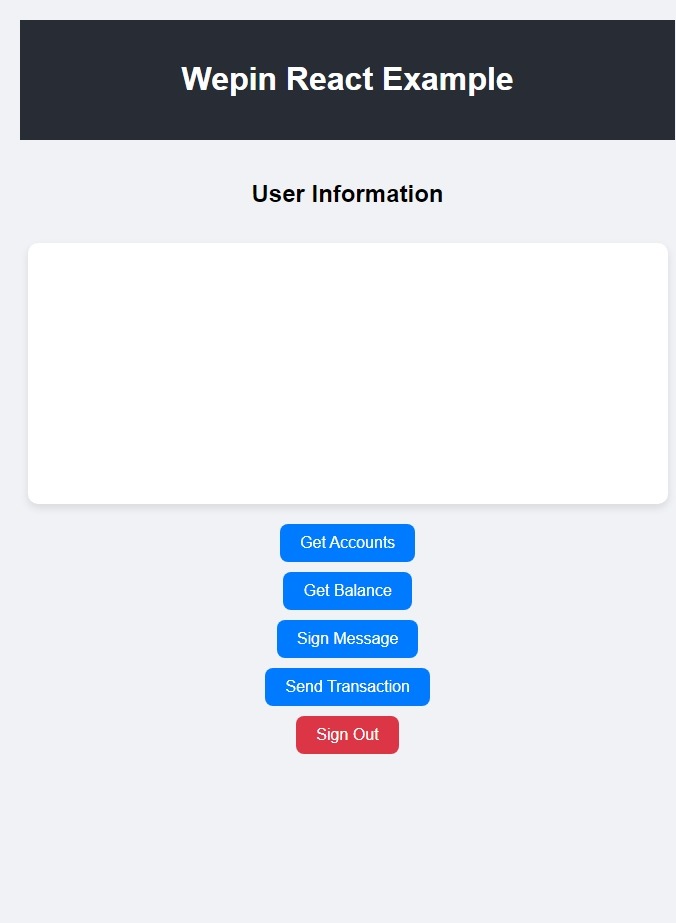 Wepin React Example
User Information
Get Accounts
Get Balance
Sign Message
Send Transaction
Sign Out